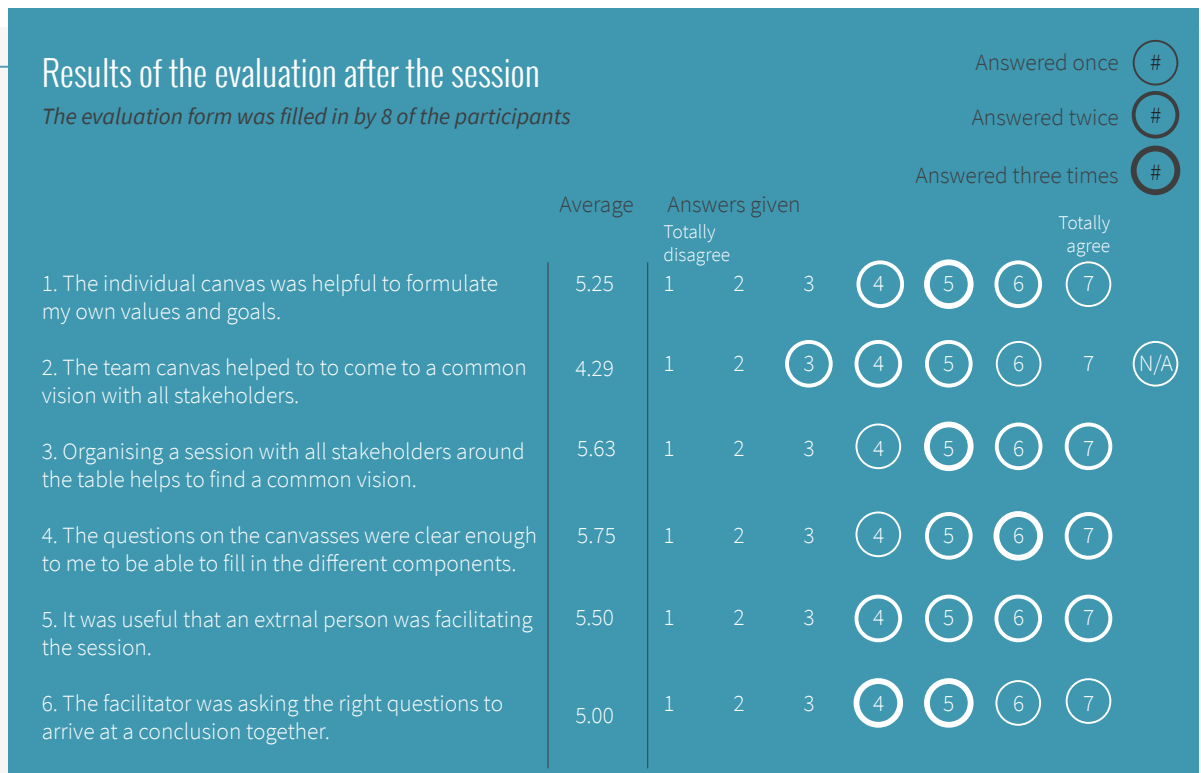 Results of the evaluation after the session
The evaluation form was filled in by 8 of the participants
Answered once #
Answered twice #
Answered three times #
Average Answers given
Totally
disagree
Totally
agree
1. The individual canvas was helpful to formulate
my own values and goals.
5.25 1 2 3 4 5 6 7
2. The team canvas helped to to come to a common
vision with all stakeholders.
4.29 1 2 3 4 5 6 7 N/A
3. Organising a session with all stakeholders around
the table helps to find a common vision.
5.63 1 2 3 4 5 6 7
4. The questions on the canvasses were clear enough
to me to be able to fill in the different components.
5.75 1 2 3 4 5 6 7
5. It was useful that an extrnal person was facilitating
the session.
5.50 1 2 3 4 5 6 7
6. The facilitator was asking the right questions to
arrive at a conclusion together.
5.00 1 2 3 4 5 6 7